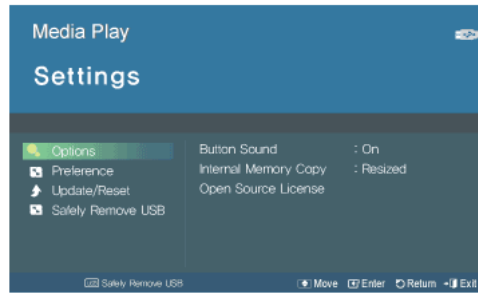 Media Play
Settings
Options
Preference
Update/Reset
Safely Remove USB
Button Sound : On
Internal Memory Copy : Resized
Open Source License
Safely Remove USB Move Enter Return Exit